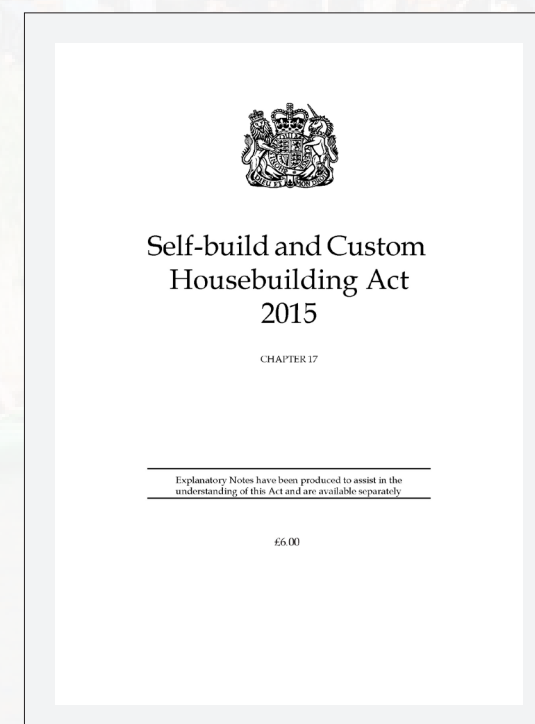 Self-build and Custom
Housebuilding Act
2015
CHAPTER 17
Explanatory Notes have been produced to assist in the
understanding of this Act and are available separately
£6.00